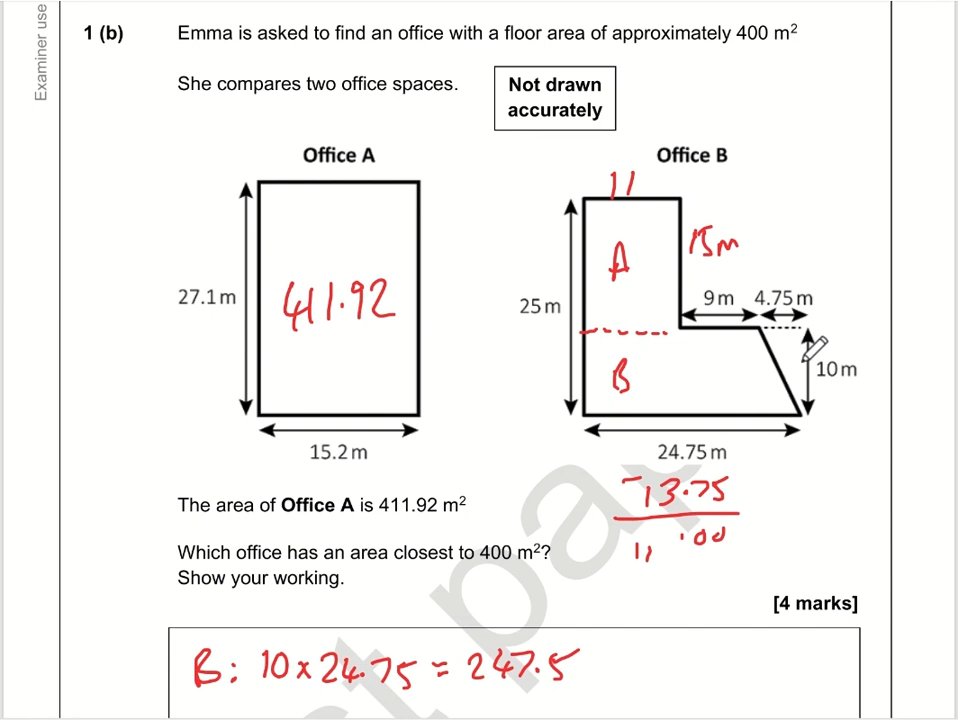 Examiner use
1 (b) Emma is asked to find an office with a floor area of approximately 400 m²
She compares two office spaces.
Not drawn
accurately
Office A
Office B
11
A
15m
27.1 m
411.92
25 m
9 m
4.75 m
B
10 m
15.2 m
24.75 m
-13.75
11.00
The area of Office A is 411.92 m²
Which office has an area closest to 400 m²?
Show your working.
[4 marks]
B: 10 x 24.75 = 247.5